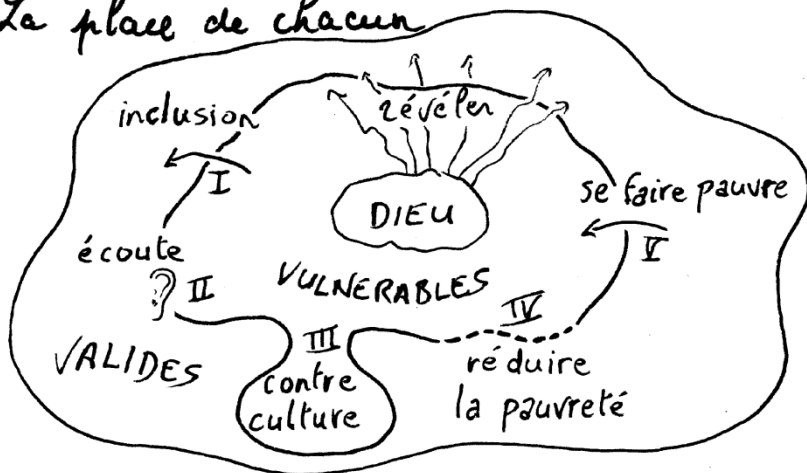 La place de chacun
révéler
inclusion
I
DIEU
se faire pauvre
V
écoute
II
VULNERABLES
IV
III
VALIDES
contre
culture
réduire
la pauvreté